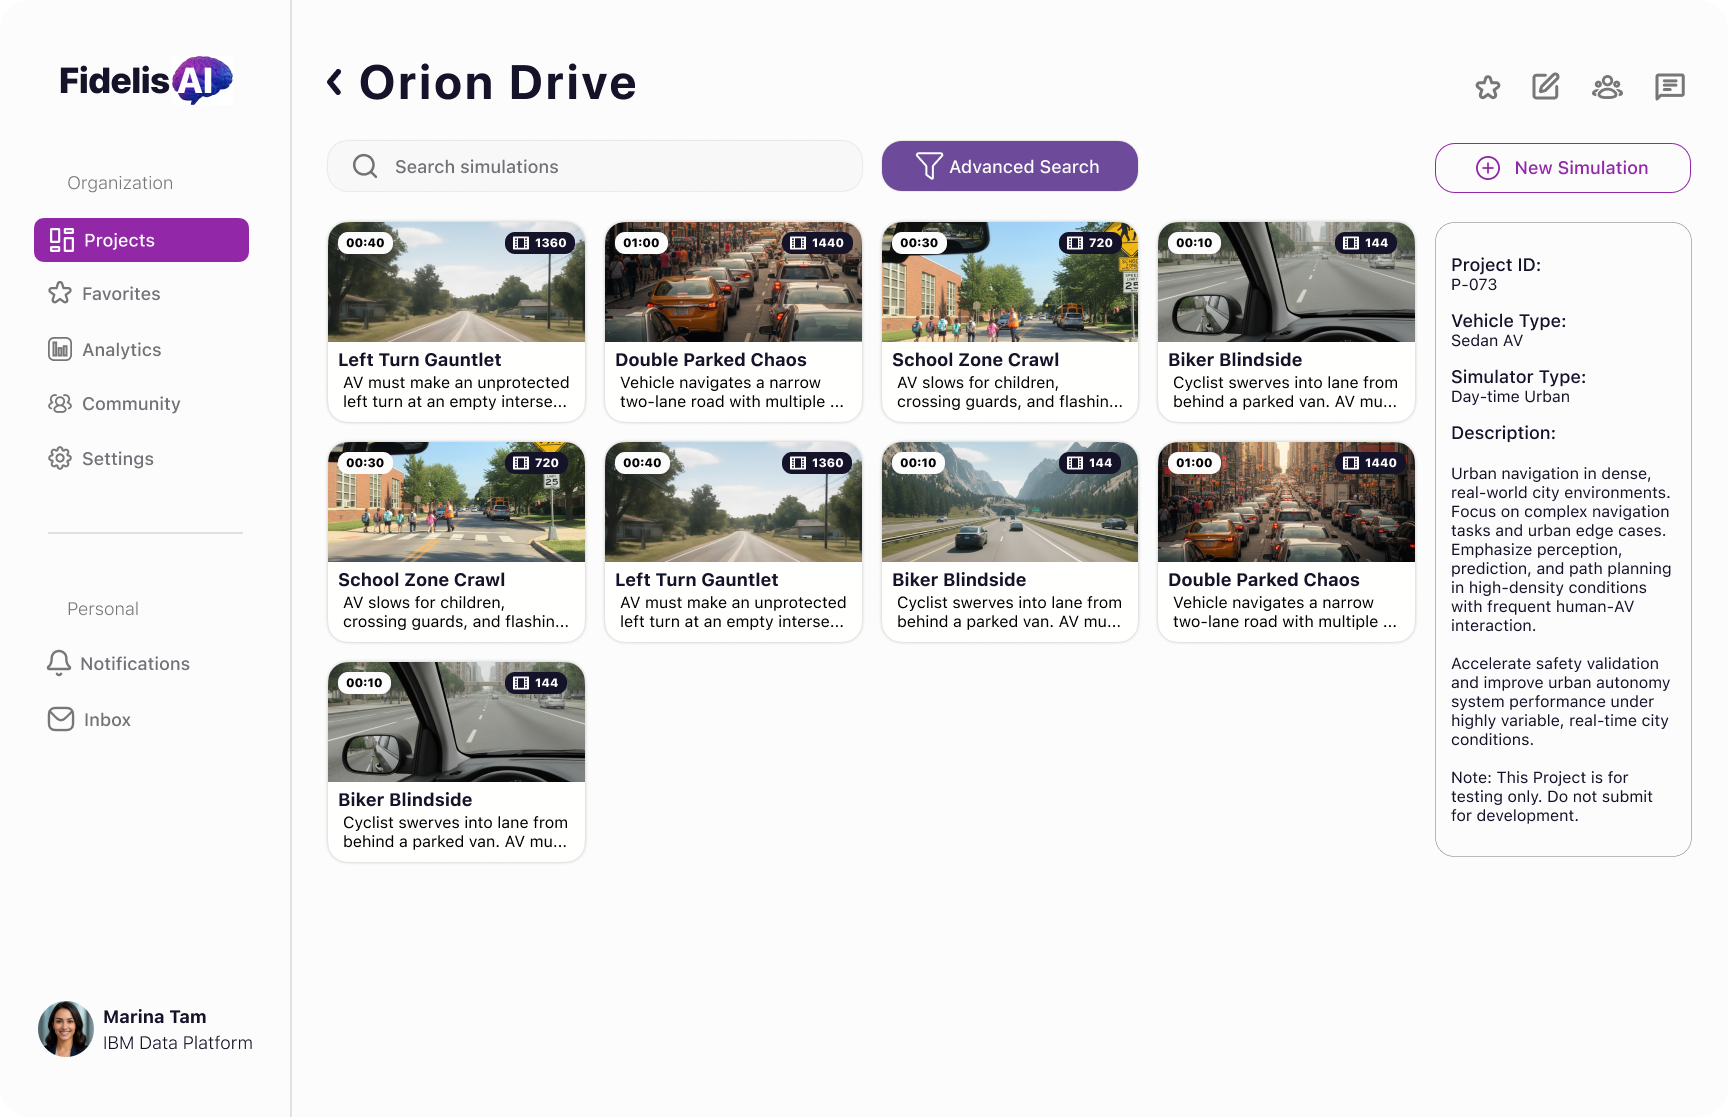 FidelisAI
Organization
Projects
Favorites
Analytics
Community
Settings
Personal
Notifications
Inbox
Marina Tam
IBM Data Platform
Orion Drive
Search simulations
Advanced Search
New Simulation
00:40
1360
Left Turn Gauntlet
AV must make an unprotected
left turn at an empty interse...
01:00
1440
Double Parked Chaos
Vehicle navigates a narrow
two-lane road with multiple ...
00:30
720
SPEED
LIMIT
25
School Zone Crawl
AV slows for children,
crossing guards, and flashin...
00:10
144
Biker Blindside
Cyclist swerves into lane from
behind a parked van. AV mu...
00:30
720
25
School Zone Crawl
AV slows for children,
crossing guards, and flashin...
00:40
1360
Left Turn Gauntlet
AV must make an unprotected
left turn at an empty interse...
00:10
144
Biker Blindside
Cyclist swerves into lane from
behind a parked van. AV mu...
01:00
1440
Double Parked Chaos
Vehicle navigates a narrow
two-lane road with multiple ...
00:10
144
Biker Blindside
Cyclist swerves into lane from
behind a parked van. AV mu...
Project ID:
P-073
Vehicle Type:
Sedan AV
Simulator Type:
Day-time Urban
Description:
Urban navigation in dense,
real-world city environments.
Focus on complex navigation
tasks and urban edge cases.
Emphasize perception,
prediction, and path planning
in high-density conditions
with frequent human-AV
interaction.
Accelerate safety validation
and improve urban autonomy
system performance under
highly variable, real-time city
conditions.
Note: This Project is for
testing only. Do not submit
for development.